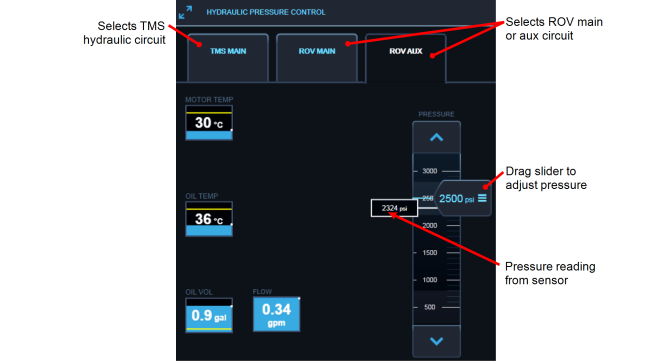 HYDRAULIC PRESSURE CONTROL
Selects TMS
hydraulic circuit
Selects ROV main
or aux circuit
TMS MAIN
ROV MAIN
ROV AUX
MOTOR TEMP
30 °C
PRESSURE
3000
Drag slider to
adjust pressure
2500 psi
OIL TEMP
36 °C
2324 psi
2000
1500
Pressure reading
from sensor
1000
OIL VOL
0.9 gal
FLOW
0.34
gpm
500